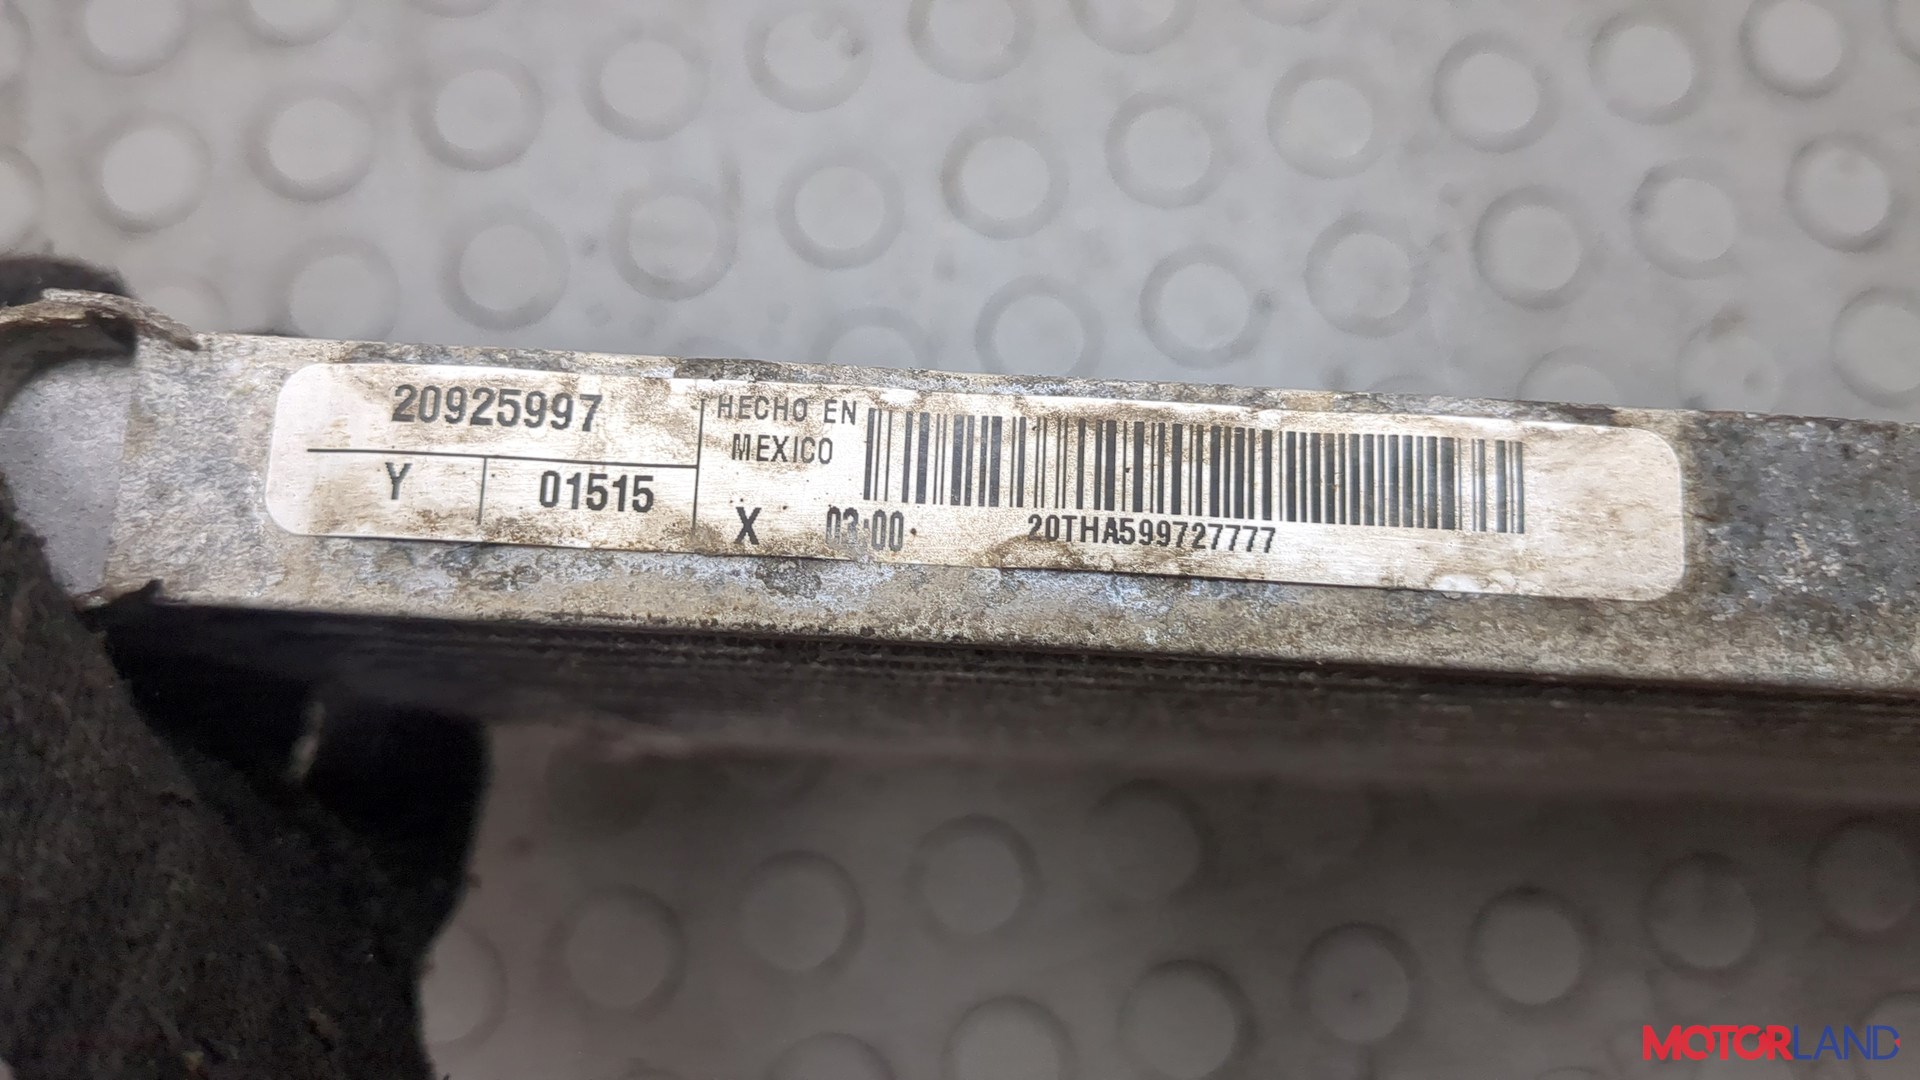 20925997
Y 01515
HECHO EN
MEXICO
X 03:00
20THA599727777
MOTORLAND